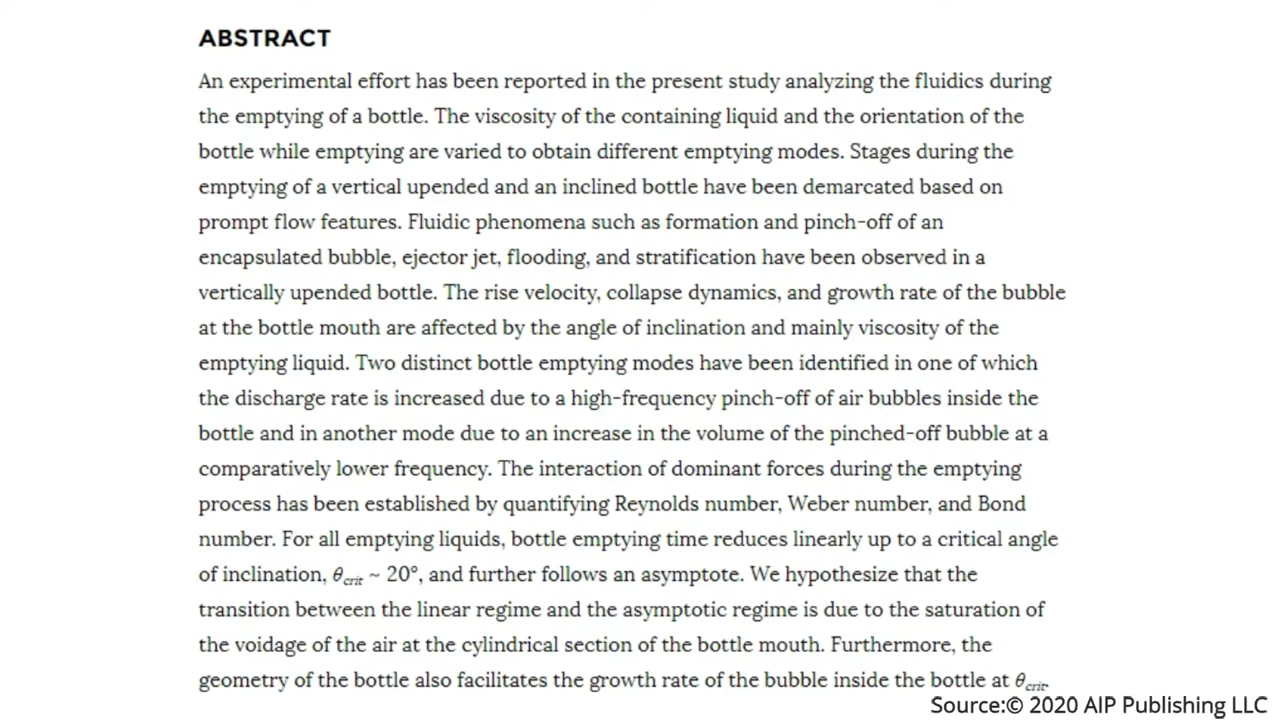 ABSTRACT
An experimental effort has been reported in the present study analyzing the fluidics during
the emptying of a bottle. The viscosity of the containing liquid and the orientation of the
bottle while emptying are varied to obtain different emptying modes. Stages during the
emptying of a vertical upended and an inclined bottle have been demarcated based on
prompt flow features. Fluidic phenomena such as formation and pinch-off of an
encapsulated bubble, ejector jet, flooding, and stratification have been observed in a
vertically upended bottle. The rise velocity, collapse dynamics, and growth rate of the bubble
at the bottle mouth are affected by the angle of inclination and mainly viscosity of the
emptying liquid. Two distinct bottle emptying modes have been identified in one of which
the discharge rate is increased due to a high-frequency pinch-off of air bubbles inside the
bottle and in another mode due to an increase in the volume of the pinched-off bubble at a
comparatively lower frequency. The interaction of dominant forces during the emptying
process has been established by quantifying Reynolds number, Weber number, and Bond
number. For all emptying liquids, bottle emptying time reduces linearly up to a critical angle
of inclination, θcrit ~ 20°, and further follows an asymptote. We hypothesize that the
transition between the linear regime and the asymptotic regime is due to the saturation of
the voidage of the air at the cylindrical section of the bottle mouth. Furthermore, the
geometry of the bottle also facilitates the growth rate of the bubble inside the bottle at θcrit.
Source:© 2020 AIP Publishing LLC